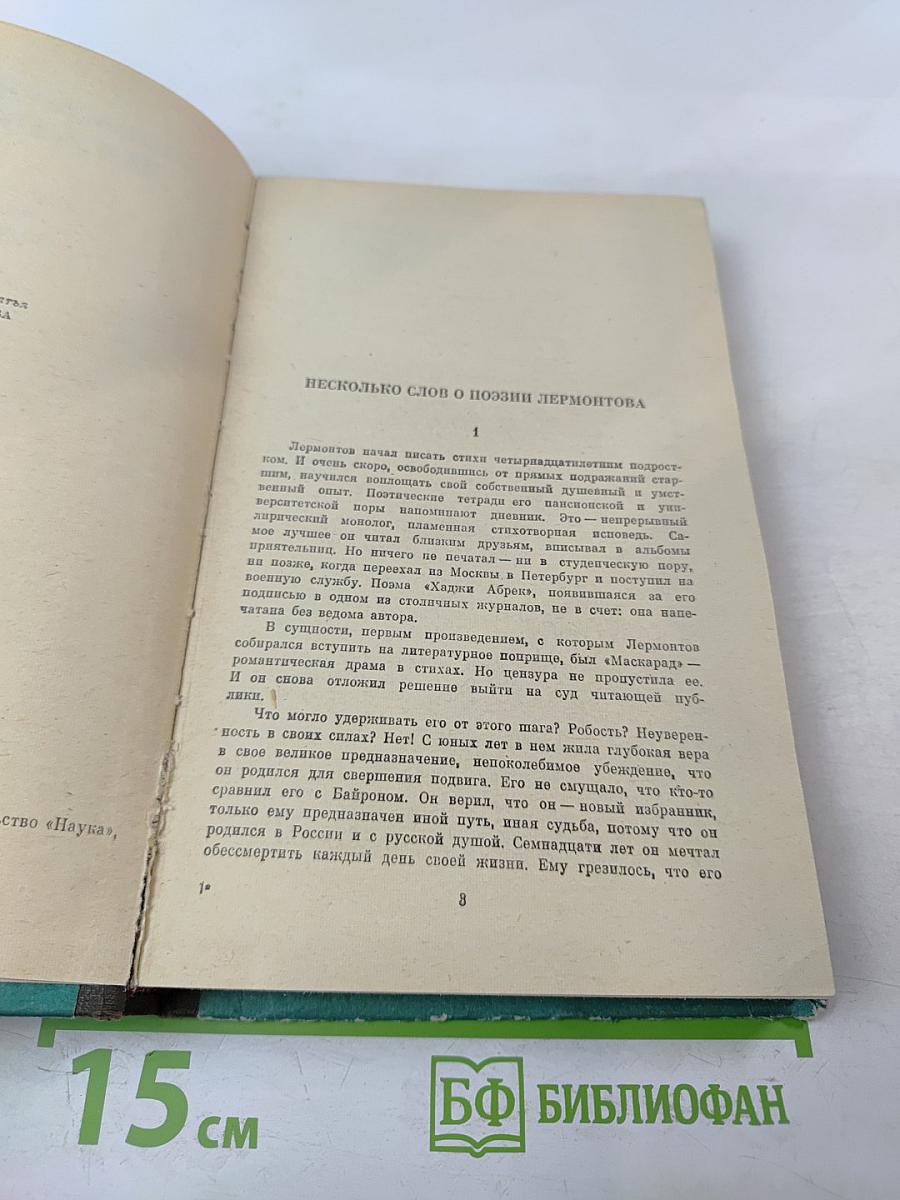 атья
ВА
ство «Наука»,
НЕСКОЛЬКО СЛОВ О ПОЭЗИИ ЛЕРМОНТОВА
1
Лермонтов начал писать стихи четырнадцатилетним подрост-
ком. И очень скоро, освободившись от прямых подражаний стар-
шим, научился воплощать свой собственный душевный и умст-
венный опыт. Поэтические тетради его пансионской и уни-
верситетской поры напоминают дневник. Это — непрерывный
лирический монолог, пламенная стихотворная исповедь. Са-
мое лучшее он читал близким друзьям, вписывал в альбомы
приятельниц. Но ничего не печатал — ни в студенческую пору,
ни позже, когда переехал из Москвы в Петербург и поступил на
военную службу. Поэма «Хаджи Абрек», появившаяся за его
подписью в одном из столичных журналов, не в счет: она напе-
чатана без ведома автора.
В сущности, первым произведением, с которым Лермонтов
собирался вступить на литературное поприще, был «Маскарад» —
романтическая драма в стихах. Но цензура не пропустила ее.
И он снова отложил решение выйти на суд читающей пуб-
лики.
Что могло удерживать его от этого шага? Робость? Неуверен-
ность в своих силах? Нет! С юных лет в нем жила глубокая вера
в свое великое предназначение, непоколебимое убеждение, что
он родился для свершения подвига. Его не смущало, что кто-то
сравнил его с Байроном. Он верил, что он — новый избранник,
только ему предназначен иной путь, иная судьба, потому что он
родился в России и с русской душой. Семнадцати лет он мечтал
обессмертить каждый день своей жизни. Ему грезилось, что его
1*
3
15 см
БФ БИБЛИОФАН